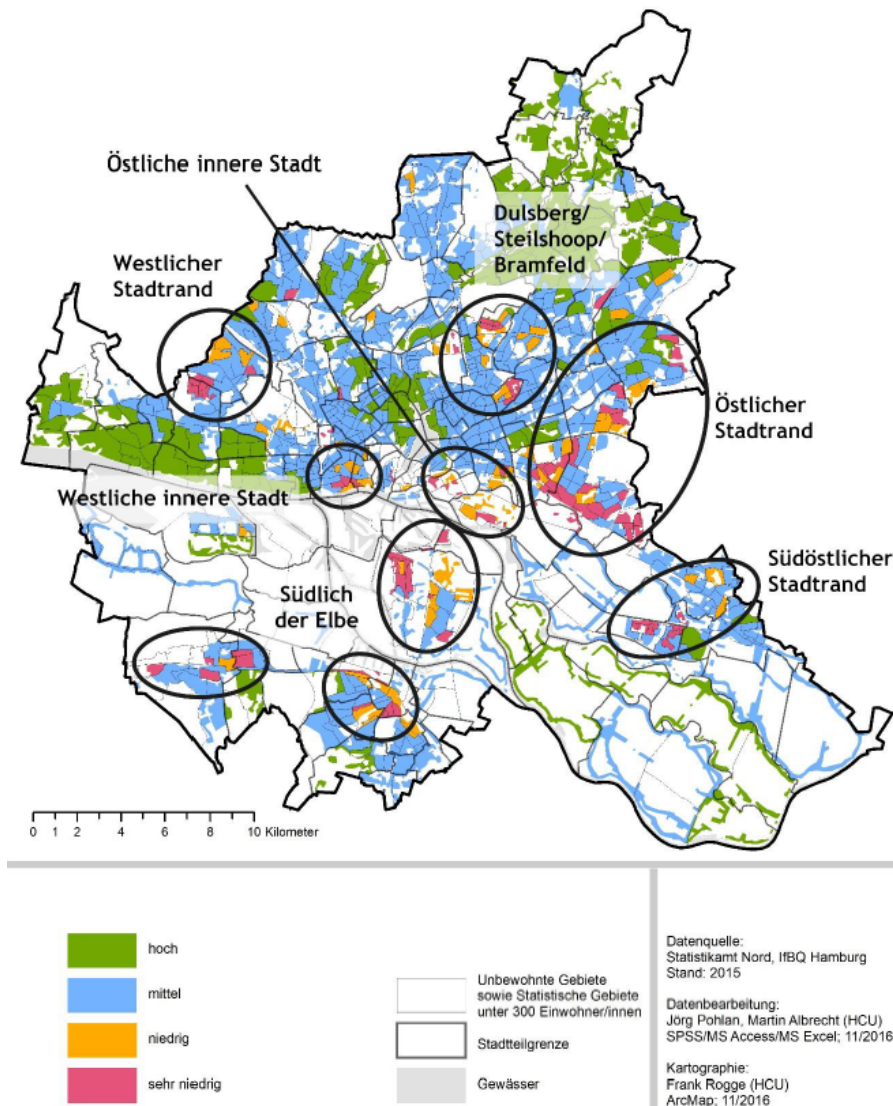 Östliche innere Stadt
Dulsberg/
Steilshoop/
Bramfeld
Westlicher
Stadtrand
Östlicher
Stadtrand
Westliche innere Stadt
Südöstlicher
Stadtrand
Südlich
der Elbe
0 1 2 4 6 8 10 Kilometer
hoch
mittel
niedrig
sehr niedrig
Unbewohnte Gebiete
sowie Statistische Gebiete
unter 300 Einwohner/innen
Stadtteilgrenze
Gewässer
Datenquelle:
Statistikamt Nord, IfBQ Hamburg
Stand: 2015
Datenbearbeitung:
Jörg Pohlan, Martin Albrecht (HCU)
SPSS/MS Access/MS Excel; 11/2016
Kartographie:
Frank Rogge (HCU)
ArcMap; 11/2016